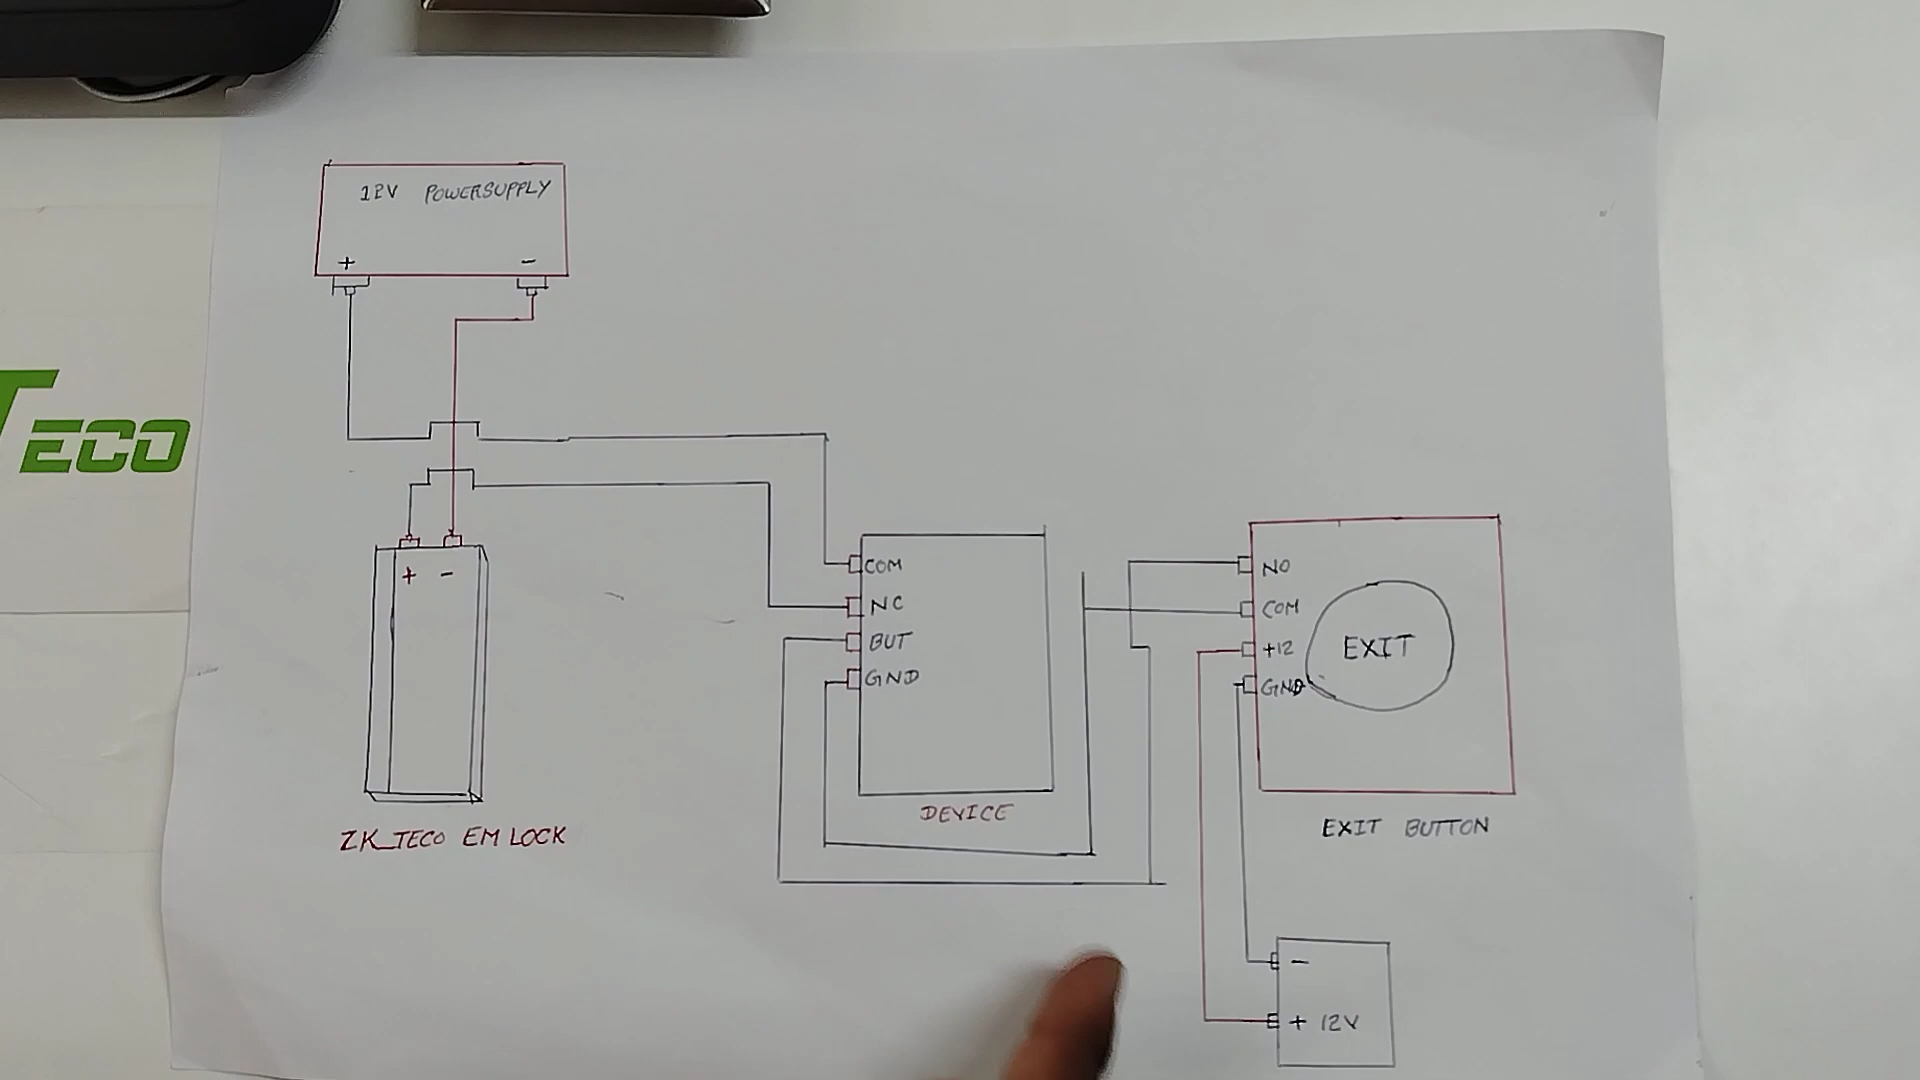 12V POWERSUPPLY
+ -
TECO
+ -
ZK_TECO EM LOCK
COM
NC
BUT
GND
DEVICE
NO
COM
+12
GND
EXIT
EXIT BUTTON
-
+ 12V